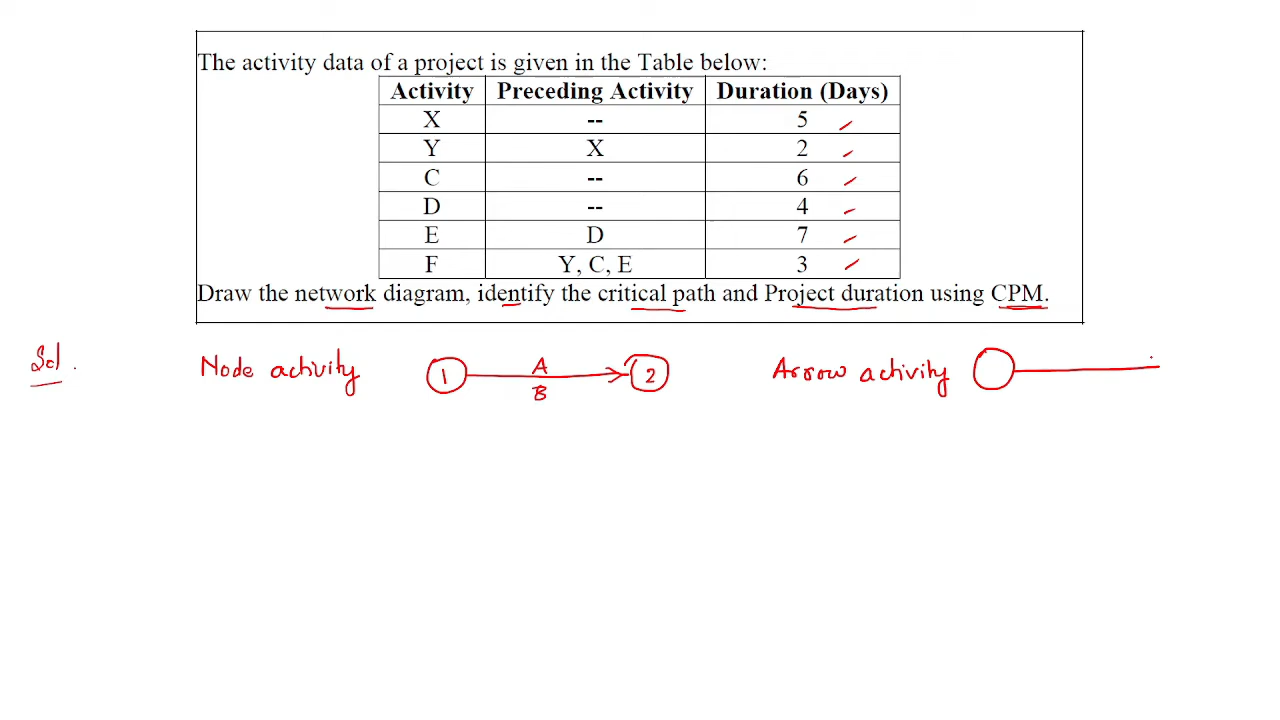 The activity data of a project is given in the Table below:
Activity Preceding Activity Duration (Days)
X -- 5
Y X 2
C -- 6
D -- 4
E D 7
F Y, C, E 3
Draw the network diagram, identify the critical path and Project duration using CPM.
Sol. Node activity 1 A B 2 Arrow activity